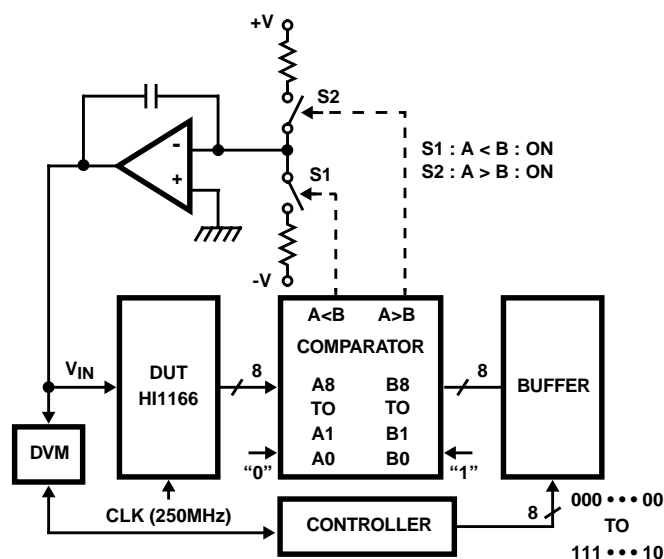 +V
S2
S1 : A < B : ON
S2 : A > B : ON
-
+
S1
-V
A<B
A>B
COMPARATOR
VIN
DUT
HI1166
8
A8
TO
A1
A0
B8
TO
B1
B0
8
BUFFER
DVM
“0”
“1”
CLK (250MHz)
CONTROLLER
8
000 • • • 00
TO
111 • • • 10